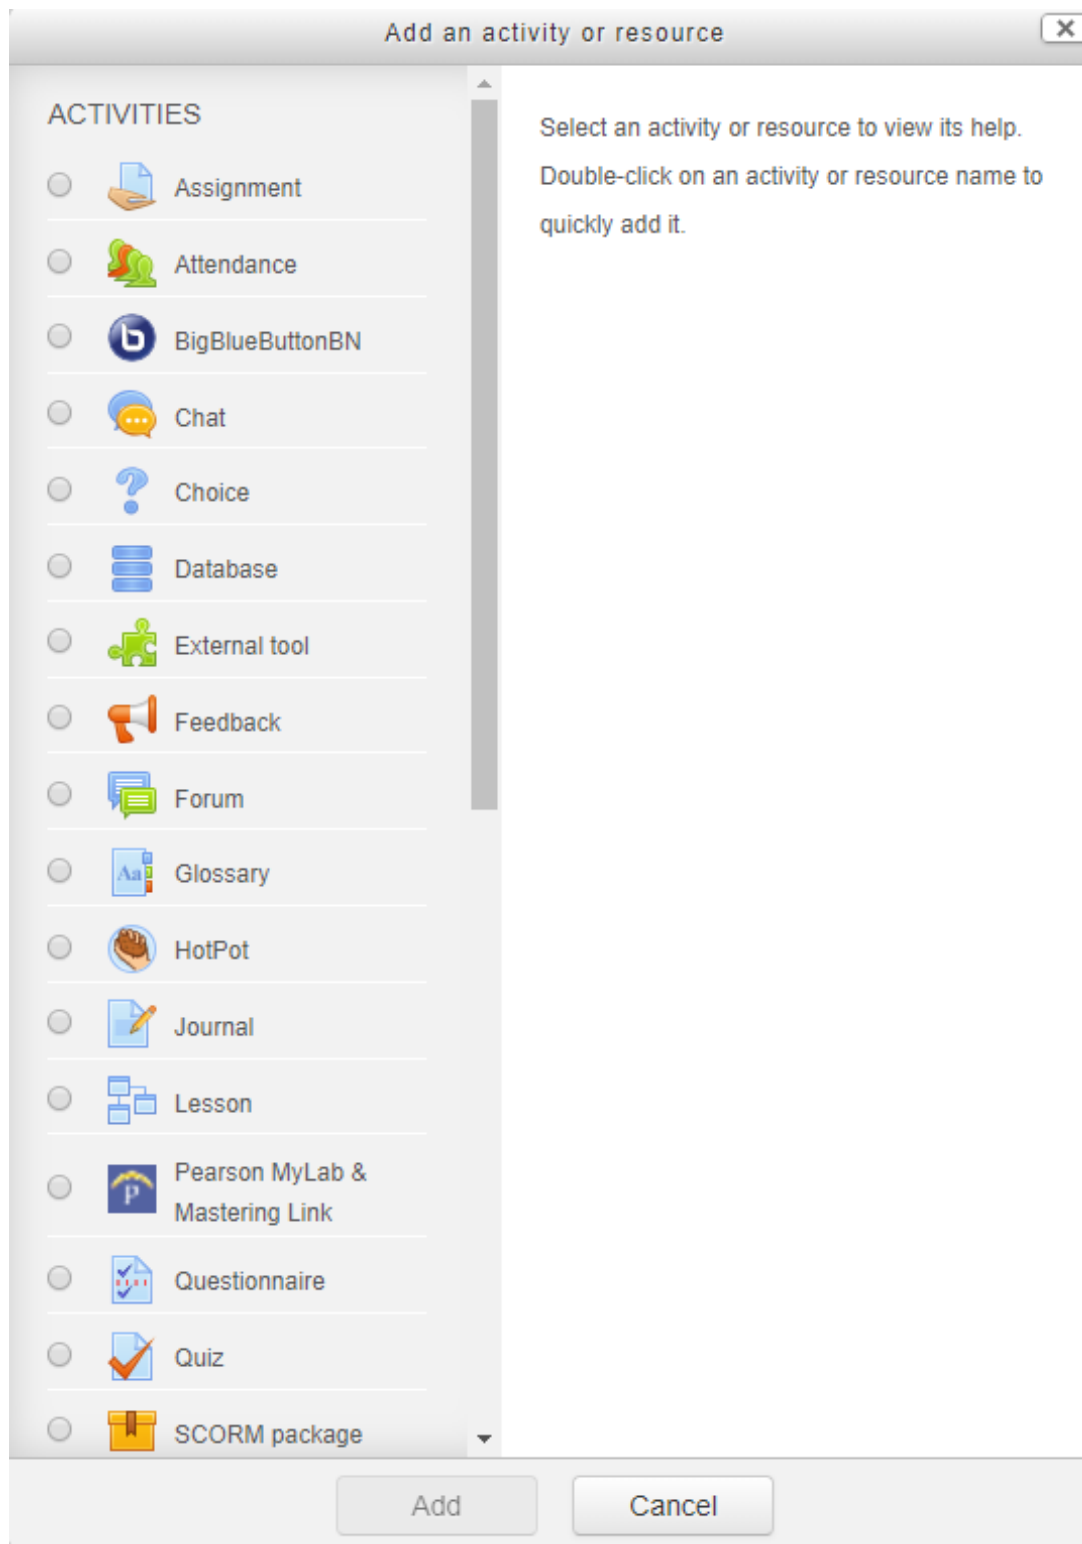 Add an activity or resource
ACTIVITIES
Assignment
Attendance
BigBlueButtonBN
Chat
Choice
Database
External tool
Feedback
Forum
Aa
Glossary
HotPot
Journal
Lesson
p
Pearson MyLab &
Mastering Link
Questionnaire
Quiz
SCORM package
Select an activity or resource to view its help.
Double-click on an activity or resource name to
quickly add it.
Add
Cancel